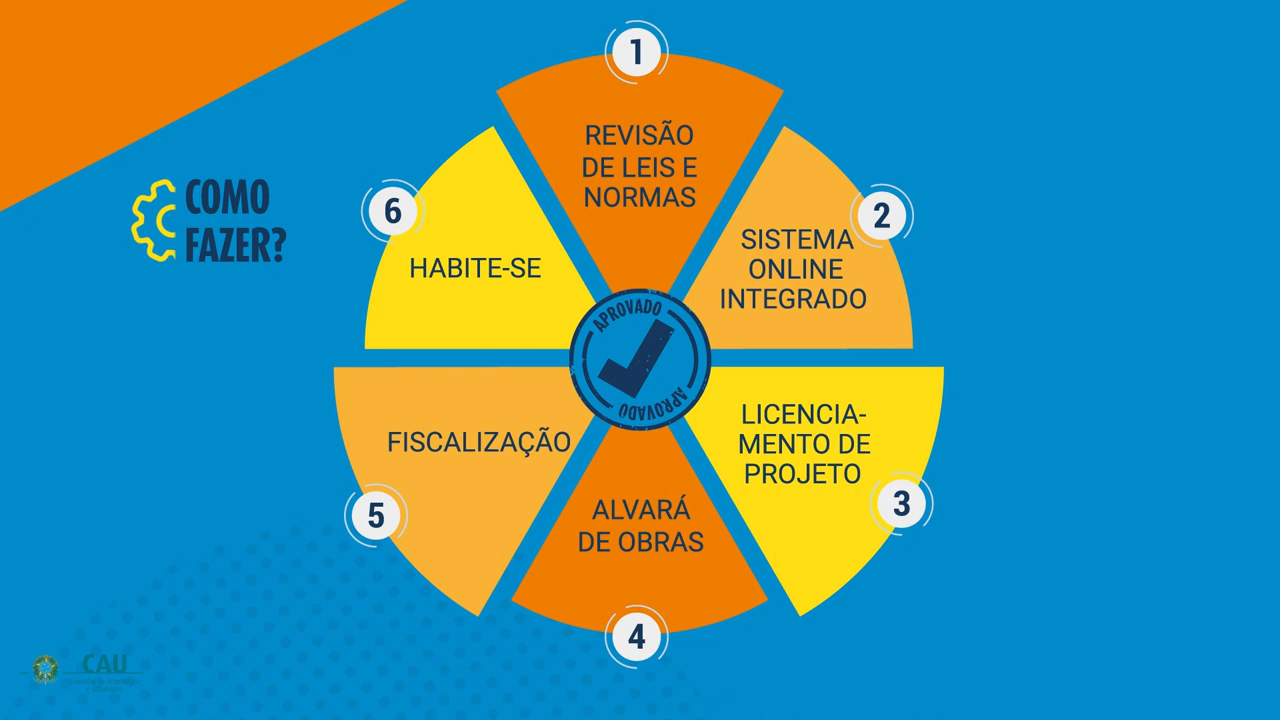 COMO
FAZER?
1
REVISÃO
DE LEIS E
NORMAS
2
SISTEMA
ONLINE
INTEGRADO
3
LICENCIA-
MENTO DE
PROJETO
4
ALVARÁ
DE OBRAS
5
FISCALIZAÇÃO
6
HABITE-SE
APROVADO
APROVADO
CAU